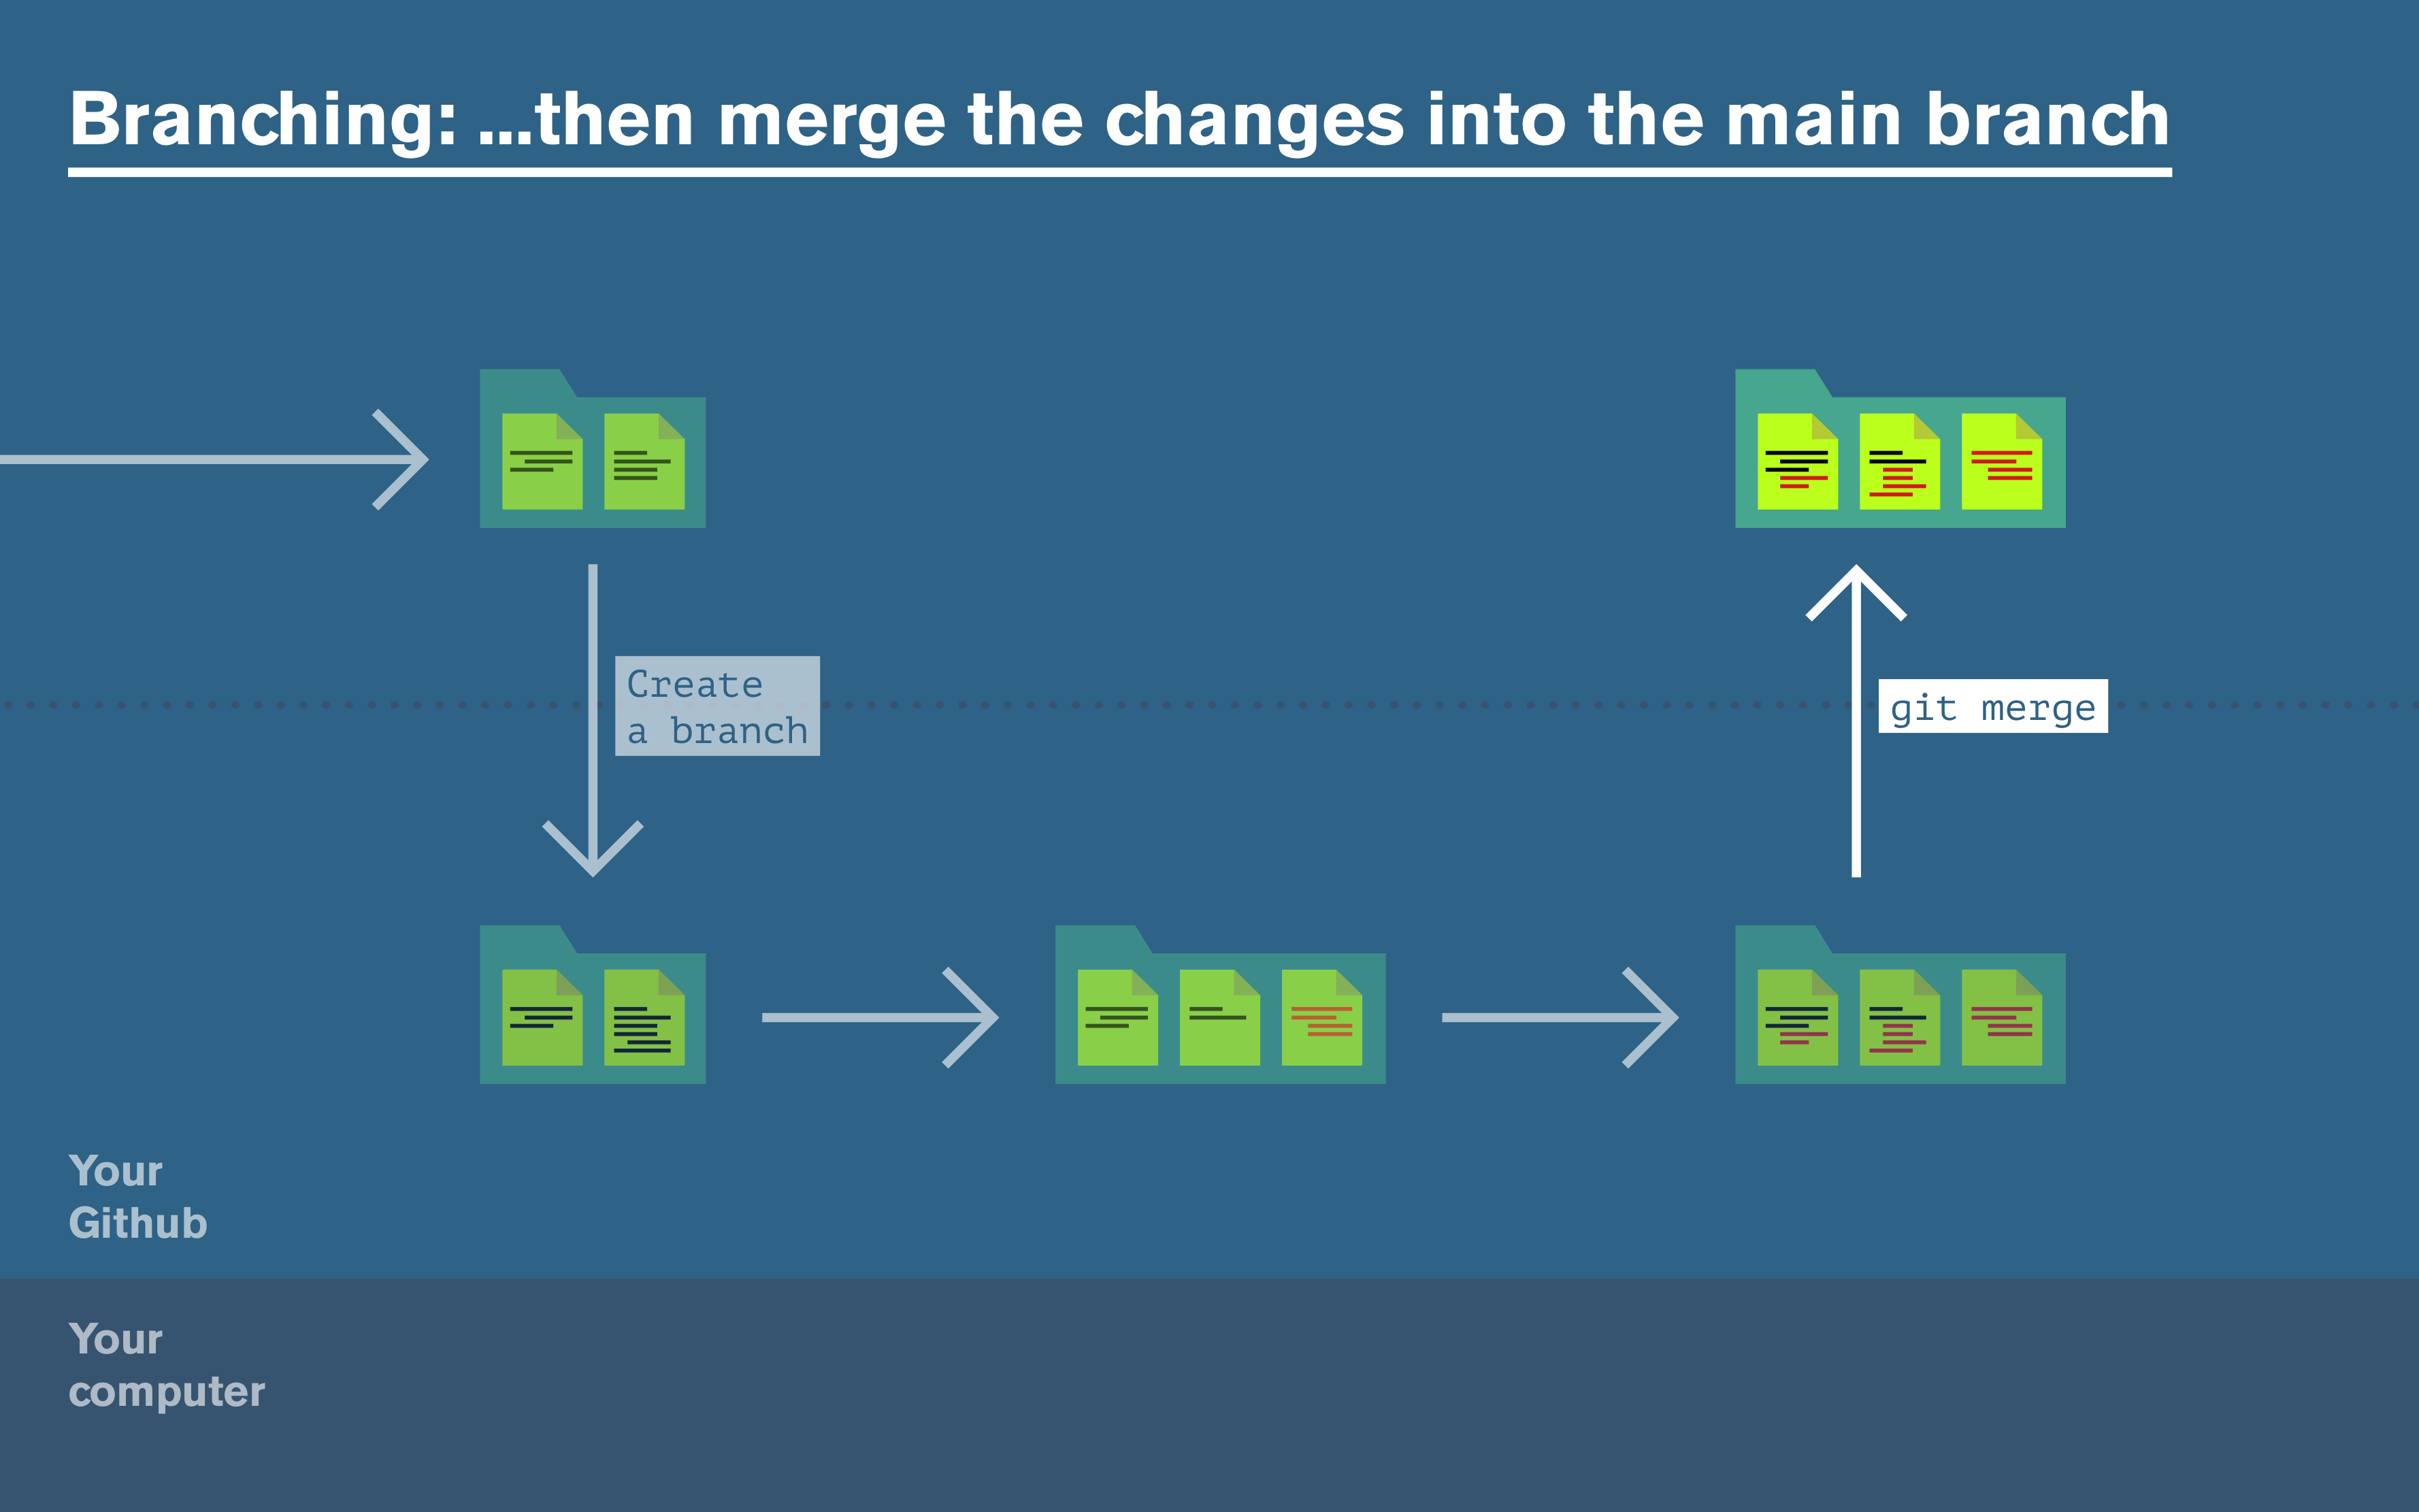 Branching: ...then merge the changes into the main branch
Create
a branch
git merge
Your
Github
Your
computer